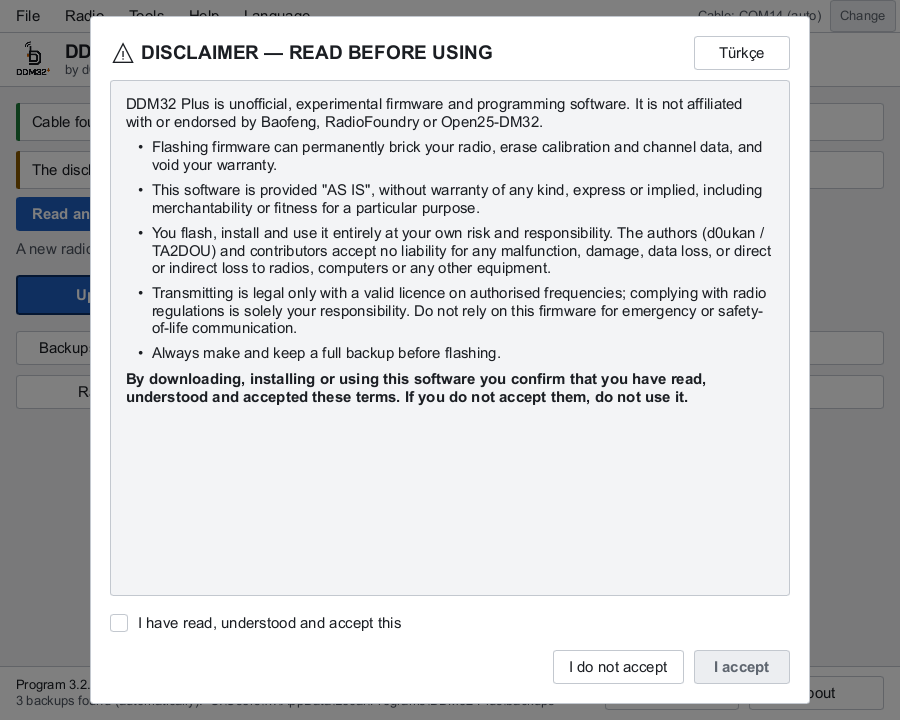 File Radio Tools Help Language Cable: COM14 (auto) Change
⚠ DISCLAIMER — READ BEFORE USING
Türkçe
DDM32
by
Cable
The
Read
A new
Backup
DDM32 Plus is unofficial, experimental firmware and programming software. It is not affiliated
with or endorsed by Baofeng, RadioFoundry or Open25-DM32.
• Flashing firmware can permanently brick your radio, erase calibration and channel data, and
void your warranty.
• This software is provided "AS IS", without warranty of any kind, express or implied, including
merchantability or fitness for a particular purpose.
• You flash, install and use it entirely at your own risk and responsibility. The authors (d0ukan /
TA2DOU) and contributors accept no liability for any malfunction, damage, data loss, or direct
or indirect loss to radios, computers or any other equipment.
• Transmitting is legal only with a valid licence on authorised frequencies; complying with radio
regulations is solely your responsibility. Do not rely on this firmware for emergency or safety-
of-life communication.
• Always make and keep a full backup before flashing.
By downloading, installing or using this software you confirm that you have read,
understood and accepted these terms. If you do not accept them, do not use it.
I have read, understood and accept this
I do not accept
I accept
Program 3.2.
3 backups